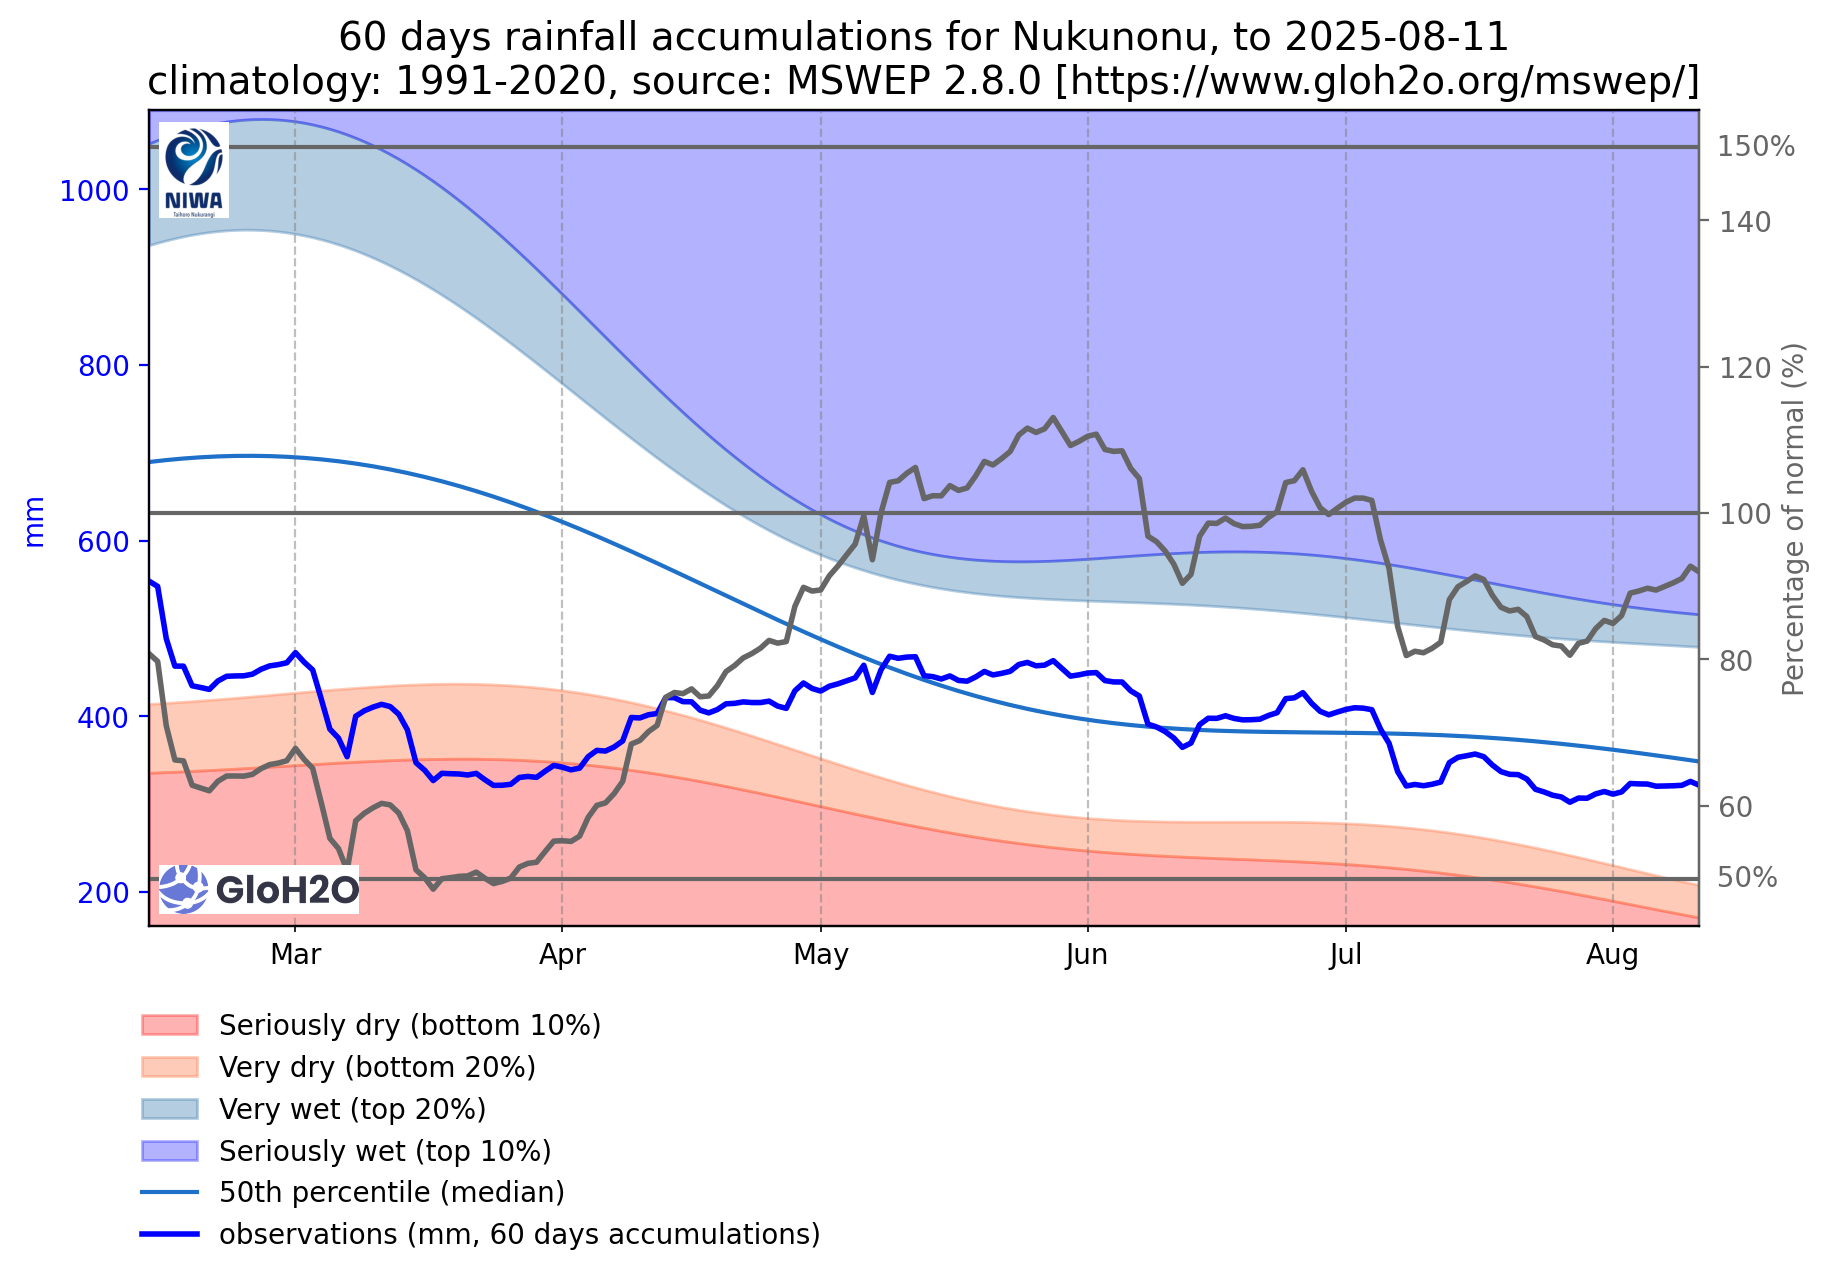 60 days rainfall accumulations for Nukunonu, to 2025-08-11
climatology: 1991-2020, source: MSWEP 2.8.0 [https://www.gloh2o.org/mswep/]
NIWA
Taihoro Nukurangi
1000
800
600
400
200
mm
150%
140
120
100
80
60
50%
Percentage of normal (%)
GloH2O
Mar
Apr
May
Jun
Jul
Aug
Seriously dry (bottom 10%)
Very dry (bottom 20%)
Very wet (top 20%)
Seriously wet (top 10%)
50th percentile (median)
observations (mm, 60 days accumulations)